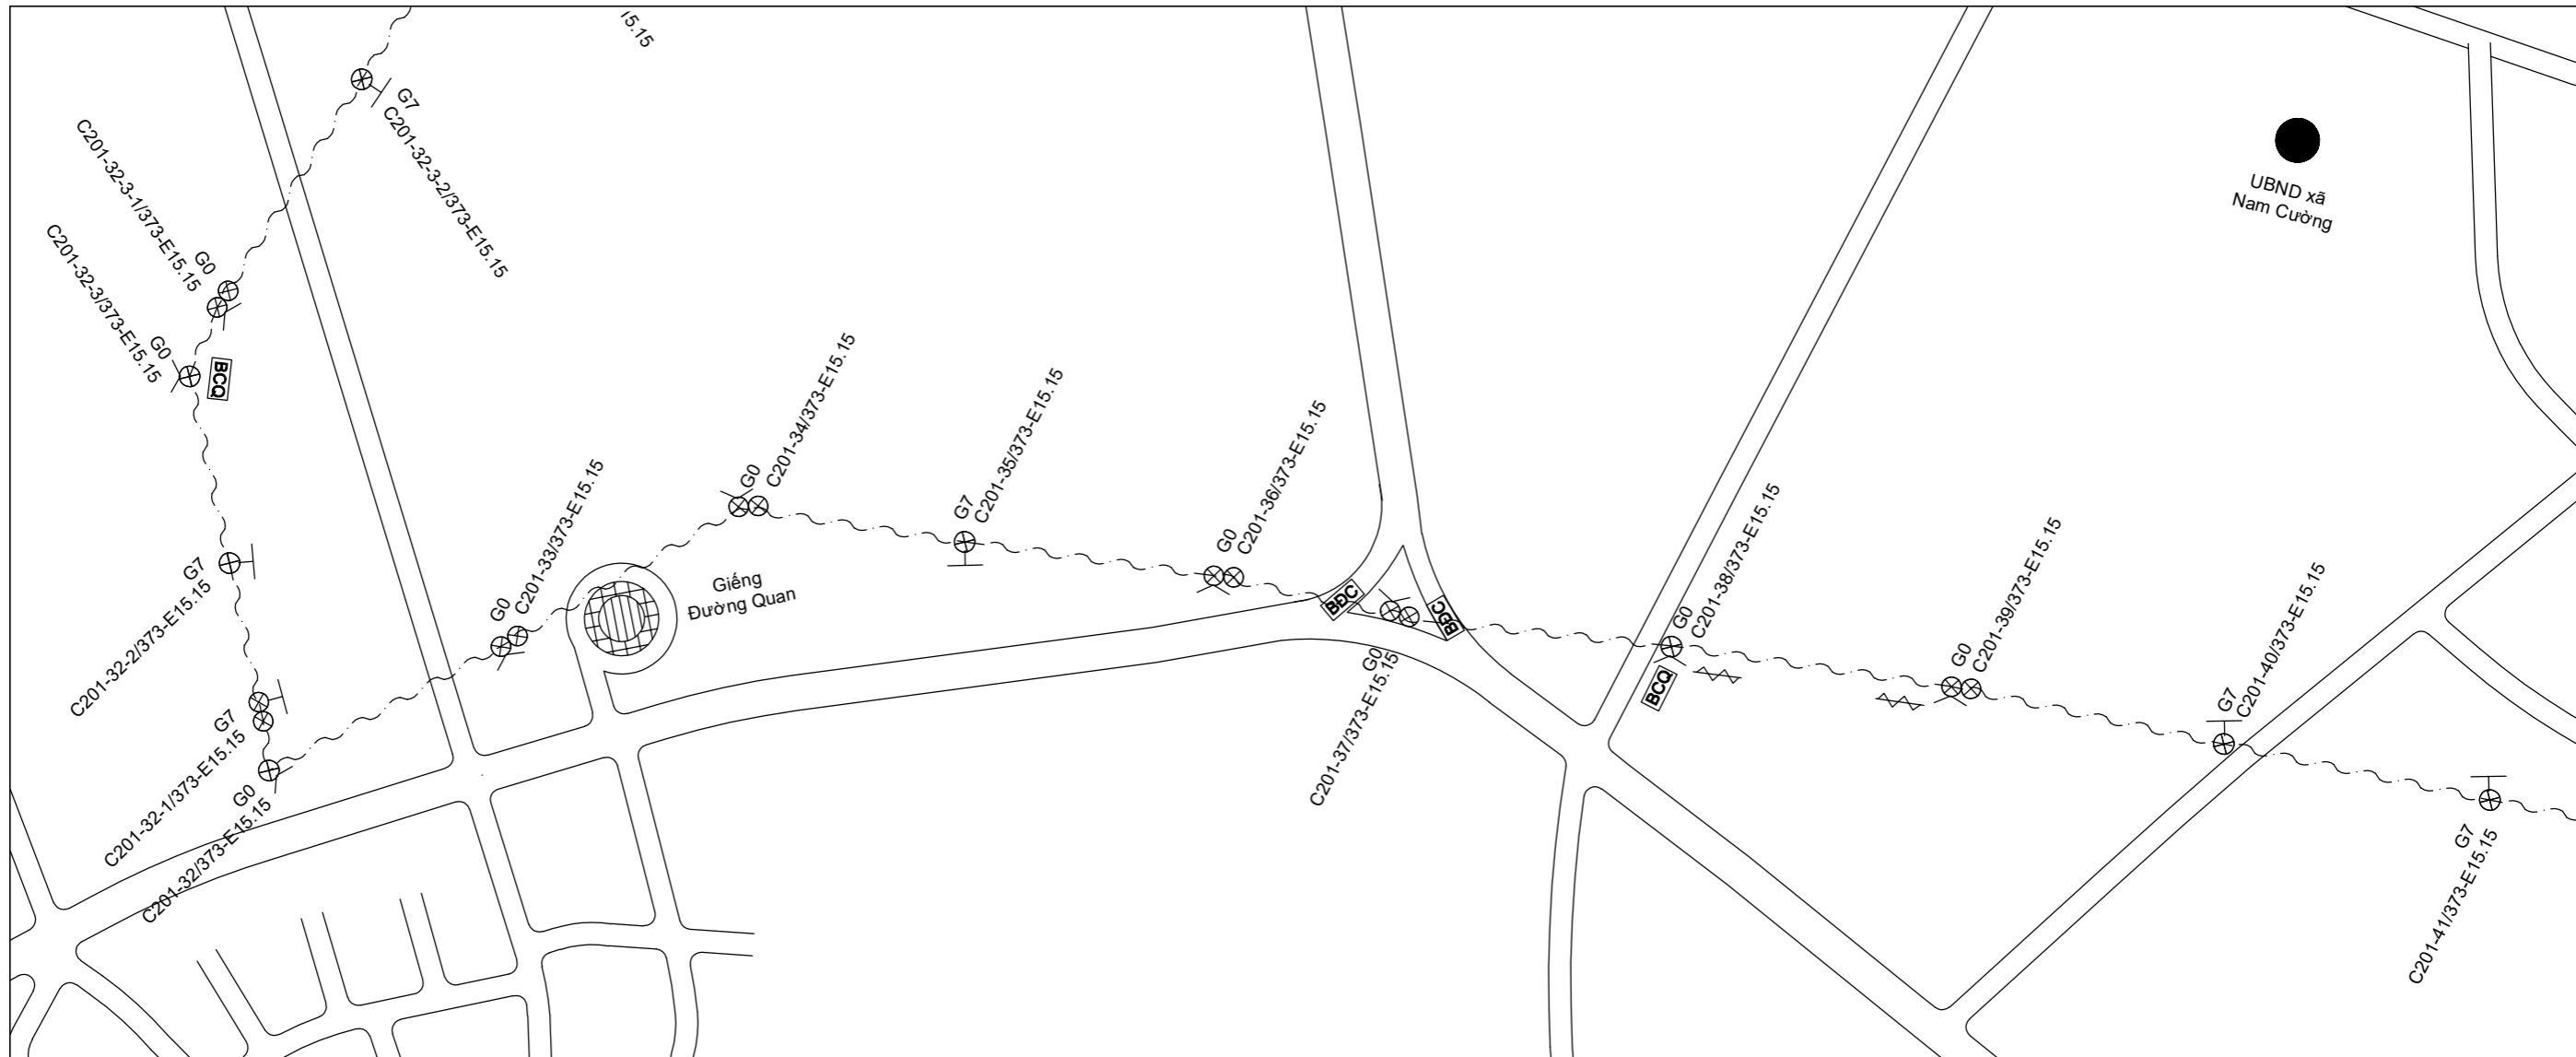 5.15
G7
C201-32-3-2/373-E15.15
G0
C201-32-3-1/373-E15.15
G0
C201-32-3/373-E15.15
BCQ
G7
C201-32-2/373-E15.15
G7
C201-32-1/373-E15.15
G0
C201-32/373-E15.15
G0
C201-33/373-E15.15
Giếng
Đường Quan
G0
C201-34/373-E15.15
G7
C201-35/373-E15.15
G0
C201-36/373-E15.15
BĐC
BĐC
G0
C201-37/373-E15.15
G0
C201-38/373-E15.15
BCQ
G0
C201-39/373-E15.15
G7
C201-40/373-E15.15
G7
C201-41/373-E15.15
UBND xã
Nam Cường